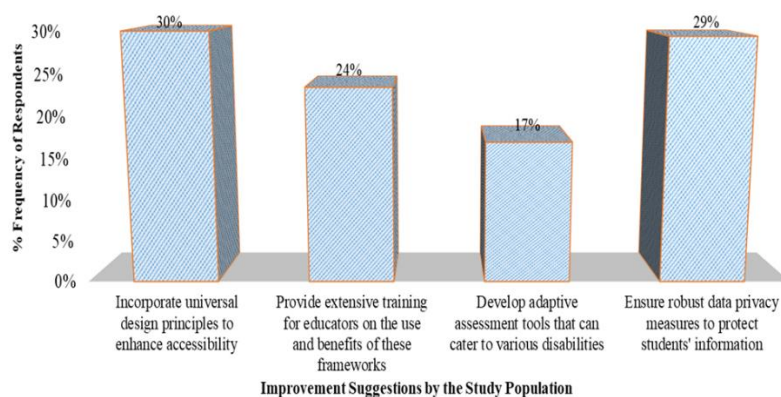 % Frequency of Respondents
30%
25%
20%
15%
10%
5%
0%
30%
24%
17%
29%
Incorporate universal
design principles to
enhance accessibility
Provide extensive training
for educators on the use
and benefits of these
frameworks
Develop adaptive
assessment tools that can
cater to various disabilities
Ensure robust data privacy
measures to protect
students' information
Improvement Suggestions by the Study Population